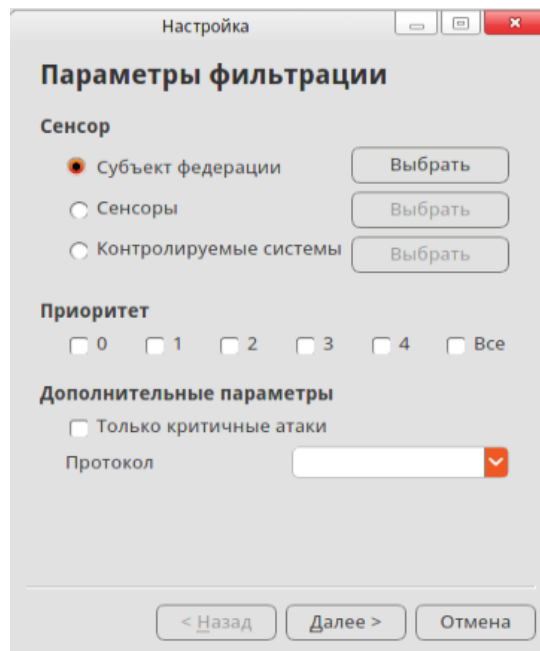 Настройка
Параметры фильтрации
Сенсор
Субъект федерации Выбрать
Сенсоры Выбрать
Контролируемые системы Выбрать
Приоритет
0 1 2 3 4 Все
Дополнительные параметры
Только критичные атаки
Протокол
< Назад Далее > Отмена